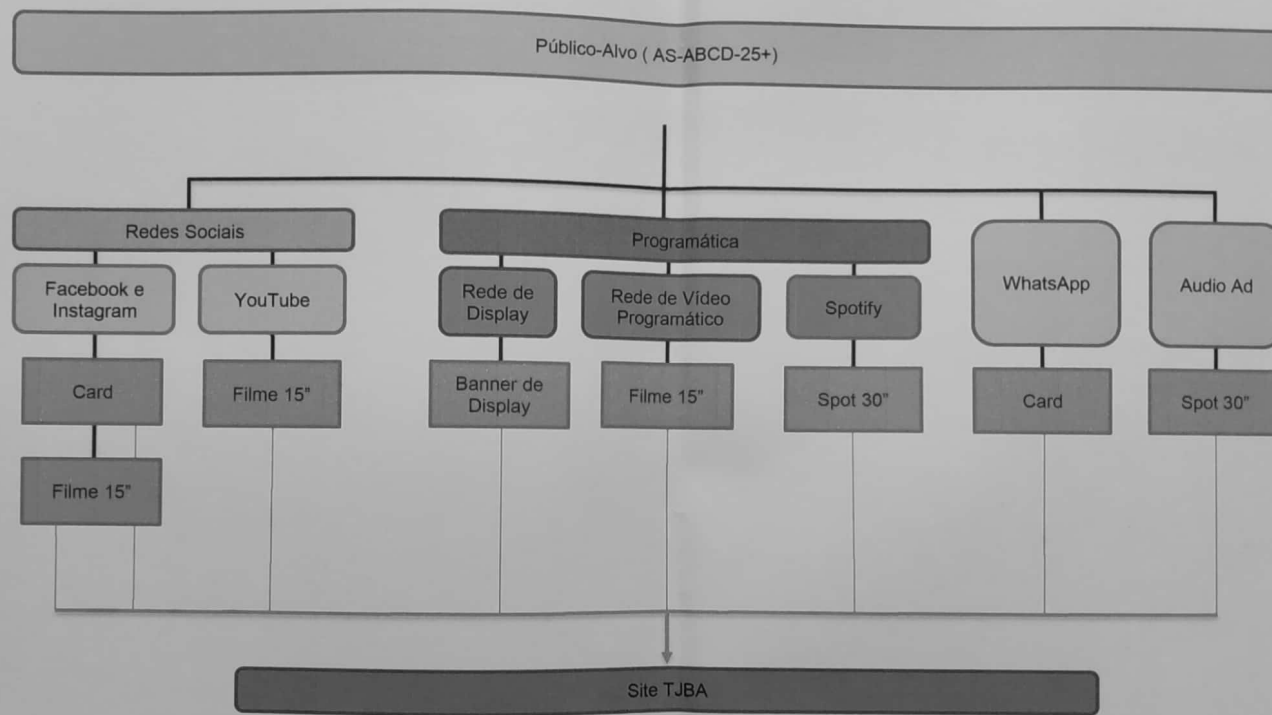 Público-Alvo ( AS-ABCD-25+)
Redes Sociais
Programática
Facebook e
Instagram
YouTube
Rede de
Display
Rede de Vídeo
Programático
Spotify
WhatsApp
Audio Ad
Card
Filme 15”
Banner de
Display
Filme 15”
Spot 30”
Card
Spot 30”
Filme 15”
Site TJBA